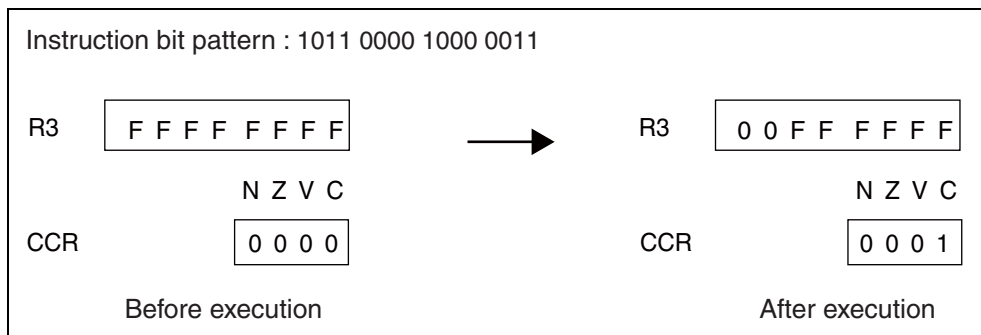 Instruction bit pattern : 1011 0000 1000 0011
R3 F F F F F F F F R3 0 0 F F F F F F
N Z V C N Z V C
CCR 0 0 0 0 CCR 0 0 0 1
Before execution After execution